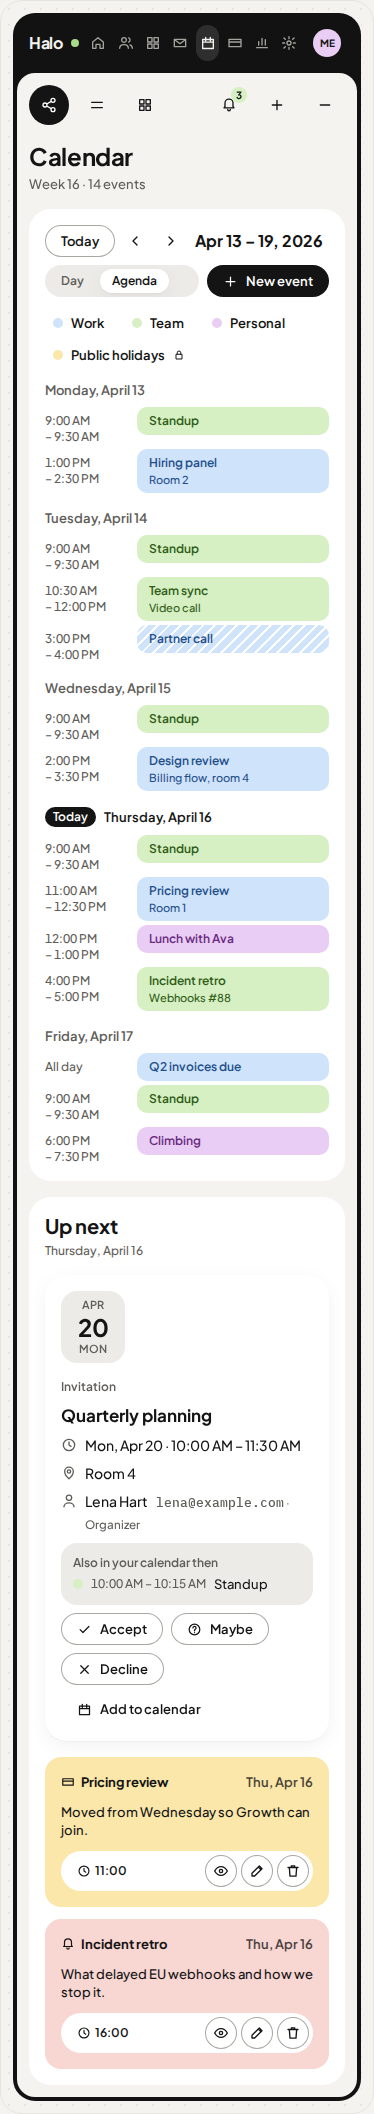 Halo
ME
3
Calendar
Week 16 · 14 events
Today
Apr 13 – 19, 2026
Day
Agenda
New event
Work
Team
Personal
Public holidays
Monday, April 13
9:00 AM
– 9:30 AM
Standup
1:00 PM
– 2:30 PM
Hiring panel
Room 2
Tuesday, April 14
9:00 AM
– 9:30 AM
Standup
10:30 AM
– 12:00 PM
Team sync
Video call
3:00 PM
– 4:00 PM
Partner call
Wednesday, April 15
9:00 AM
– 9:30 AM
Standup
2:00 PM
– 3:30 PM
Design review
Billing flow, room 4
Today Thursday, April 16
9:00 AM
– 9:30 AM
Standup
11:00 AM
– 12:30 PM
Pricing review
Room 1
12:00 PM
– 1:00 PM
Lunch with Ava
4:00 PM
– 5:00 PM
Incident retro
Webhooks #88
Friday, April 17
All day
Q2 invoices due
9:00 AM
– 9:30 AM
Standup
6:00 PM
– 7:30 PM
Climbing
Up next
Thursday, April 16
APR
20
MON
Invitation
Quarterly planning
Mon, Apr 20 · 10:00 AM – 11:30 AM
Room 4
Lena Hart lena@example.com ·
Organizer
Also in your calendar then
10:00 AM – 10:15 AM Standup
Accept
Maybe
Decline
Add to calendar
Pricing review
Thu, Apr 16
Moved from Wednesday so Growth can
join.
11:00
Incident retro
Thu, Apr 16
What delayed EU webhooks and how we
stop it.
16:00